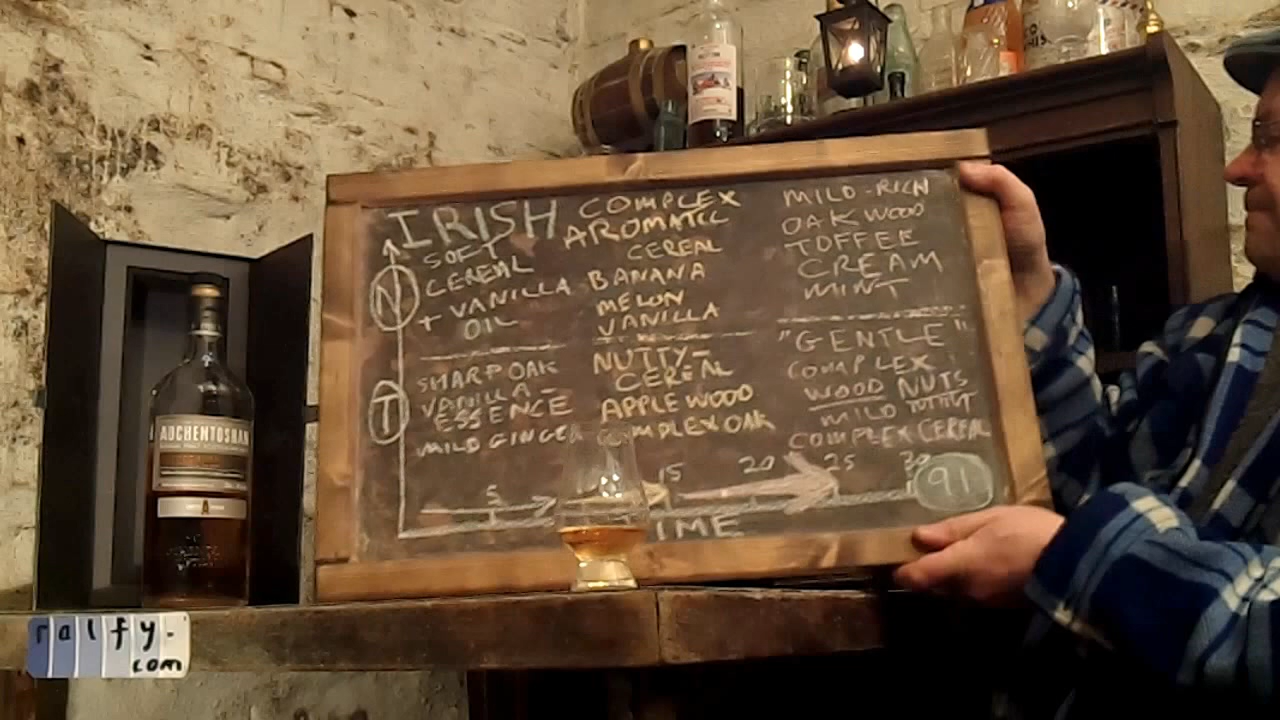 IRISH
N
SOFT
CEREAL
+ VANILLA
OIL
COMPLEX
AROMATIC
CEREAL
BANANA
MELON
VANILLA
MILD-RICH
OAKWOOD
TOFFEE
CREAM
MINT
T
SHARP OAK
VANILLA -
ESSENCE
MILD GINGER
NUTTY-
CEREAL
APPLEWOOD
COMPLEX OAK
"GENTLE"
COMPLEX
WOOD NUTS
MILD
COMPLEX CEREAL
5 15 20 25 30
TIME
91
AUCHENTOSHAN
ralfy.
com